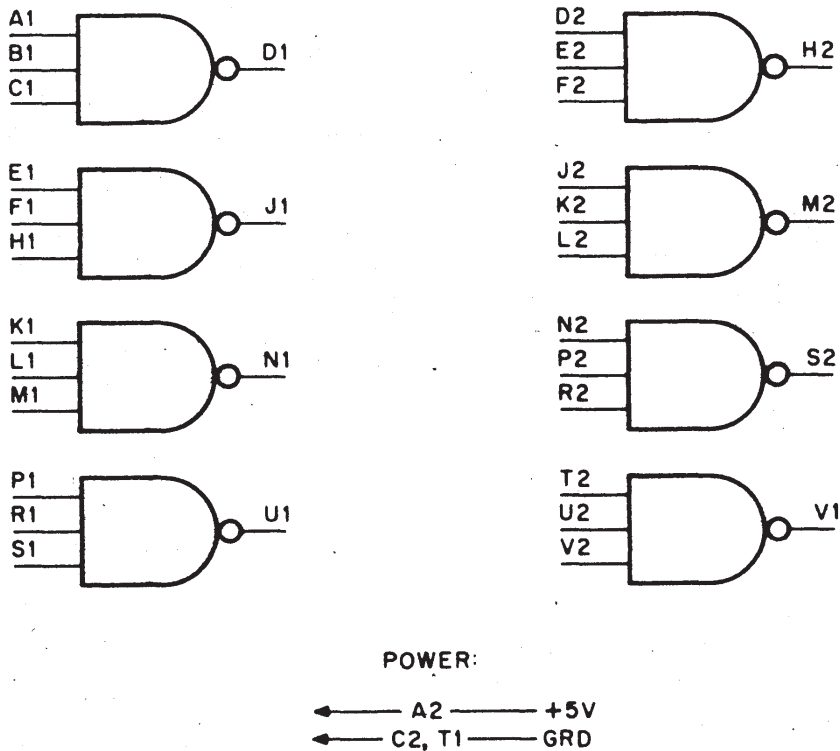 A1
B1
C1
D1
E1
F1
H1
J1
K1
L1
M1
N1
P1
R1
S1
U1
D2
E2
F2
H2
J2
K2
L2
M2
N2
P2
R2
S2
T2
U2
V2
V1
POWER:
A2 +5V
C2, T1 GRD